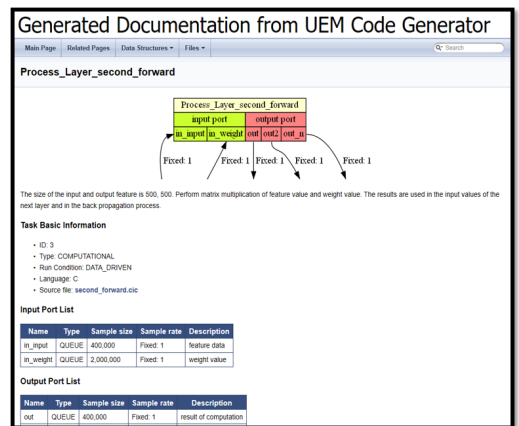 Generated Documentation from UEM Code Generator
Main Page Related Pages Data Structures Files Search
Process_Layer_second_forward
Process_Layer_second_forward
input port output port
in_input in_weight out out2 out_n
Fixed: 1 Fixed: 1 Fixed: 1 Fixed: 1 Fixed: 1
The size of the input and output feature is 500, 500. Perform matrix multiplication of feature value and weight value. The results are used in the input values of the
next layer and in the back propagation process.
Task Basic Information
• ID: 3
• Type: COMPUTATIONAL
• Run Condition: DATA_DRIVEN
• Language: C
• Source file: second_forward.cic
Input Port List
Name Type Sample size Sample rate Description
in_input QUEUE 400,000 Fixed: 1 feature data
in_weight QUEUE 2,000,000 Fixed: 1 weight value
Output Port List
Name Type Sample size Sample rate Description
out QUEUE 400,000 Fixed: 1 result of computation